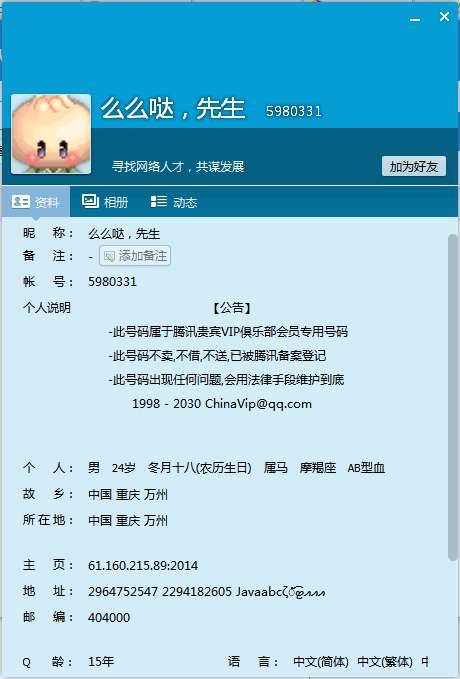 么么哒，先生 5980331
寻找网络人才，共谋发展 加为好友
资料 相册 动态
昵 称： 么么哒，先生
备 注： - 添加备注
帐 号： 5980331
个人说明 【公告】
-此号码属于腾讯贵宾VIP俱乐部会员专用号码
-此号码不卖,不借,不送,已被腾讯备案登记
-此号码出现任何问题,会用法律手段维护到底
1998 - 2030 ChinaVip@qq.com
个 人： 男 24岁 冬月十八(农历生日) 属马 摩羯座 AB型血
故 乡： 中国 重庆 万州
所在地： 中国 重庆 万州
主 页： 61.160.215.89:2014
地 址： 2964752547 2294182605 Javaabc
邮 编： 404000
Q 龄： 15年 语 言： 中文(简体) 中文(繁体)